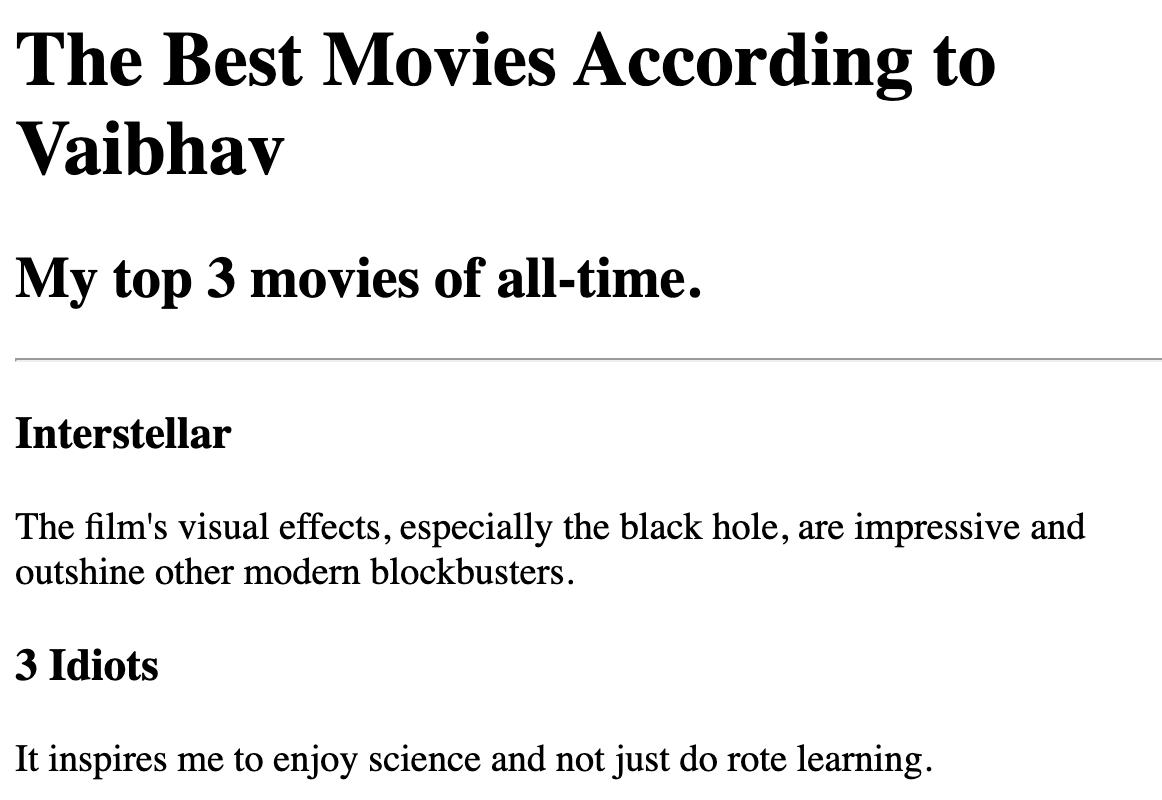 The Best Movies According to
Vaibhav
My top 3 movies of all-time.
Interstellar
The film's visual effects, especially the black hole, are impressive and
outshine other modern blockbusters.
3 Idiots
It inspires me to enjoy science and not just do rote learning.